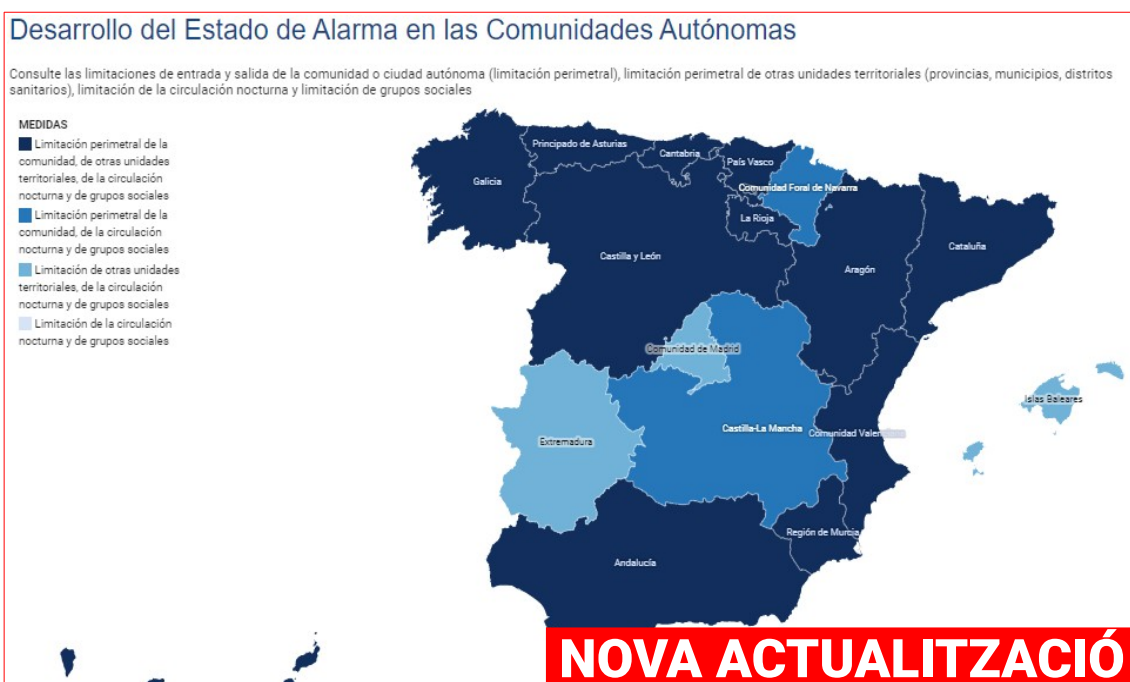 Desarrollo del Estado de Alarma en las Comunidades Autónomas
Consulte las limitaciones de entrada y salida de la comunidad o ciudad autónoma (limitación perimetral), limitación perimetral de otras unidades territoriales (provincias, municipios, distritos
sanitarios), limitación de la circulación nocturna y limitación de grupos sociales
MEDIDAS
Limitación perimetral de la
comunidad, de otras unidades
territoriales, de la circulación
nocturna y de grupos sociales
Limitación perimetral de la
comunidad, de la circulación
nocturna y de grupos sociales
Limitación de otras unidades
territoriales, de la circulación
nocturna y de grupos sociales
Limitación de la circulación
nocturna y de grupos sociales
Principado de Asturias
Cantabria
País Vasco
Galicia
Comunidad Foral de Navarra
La Rioja
Cataluña
Castilla y León
Aragón
Comunidad de Madrid
Islas Baleares
Castilla-La Mancha
Comunidad Valenciana
Extremadura
Región de Murcia
Andalucía
NOVA ACTUALITZACIÓ